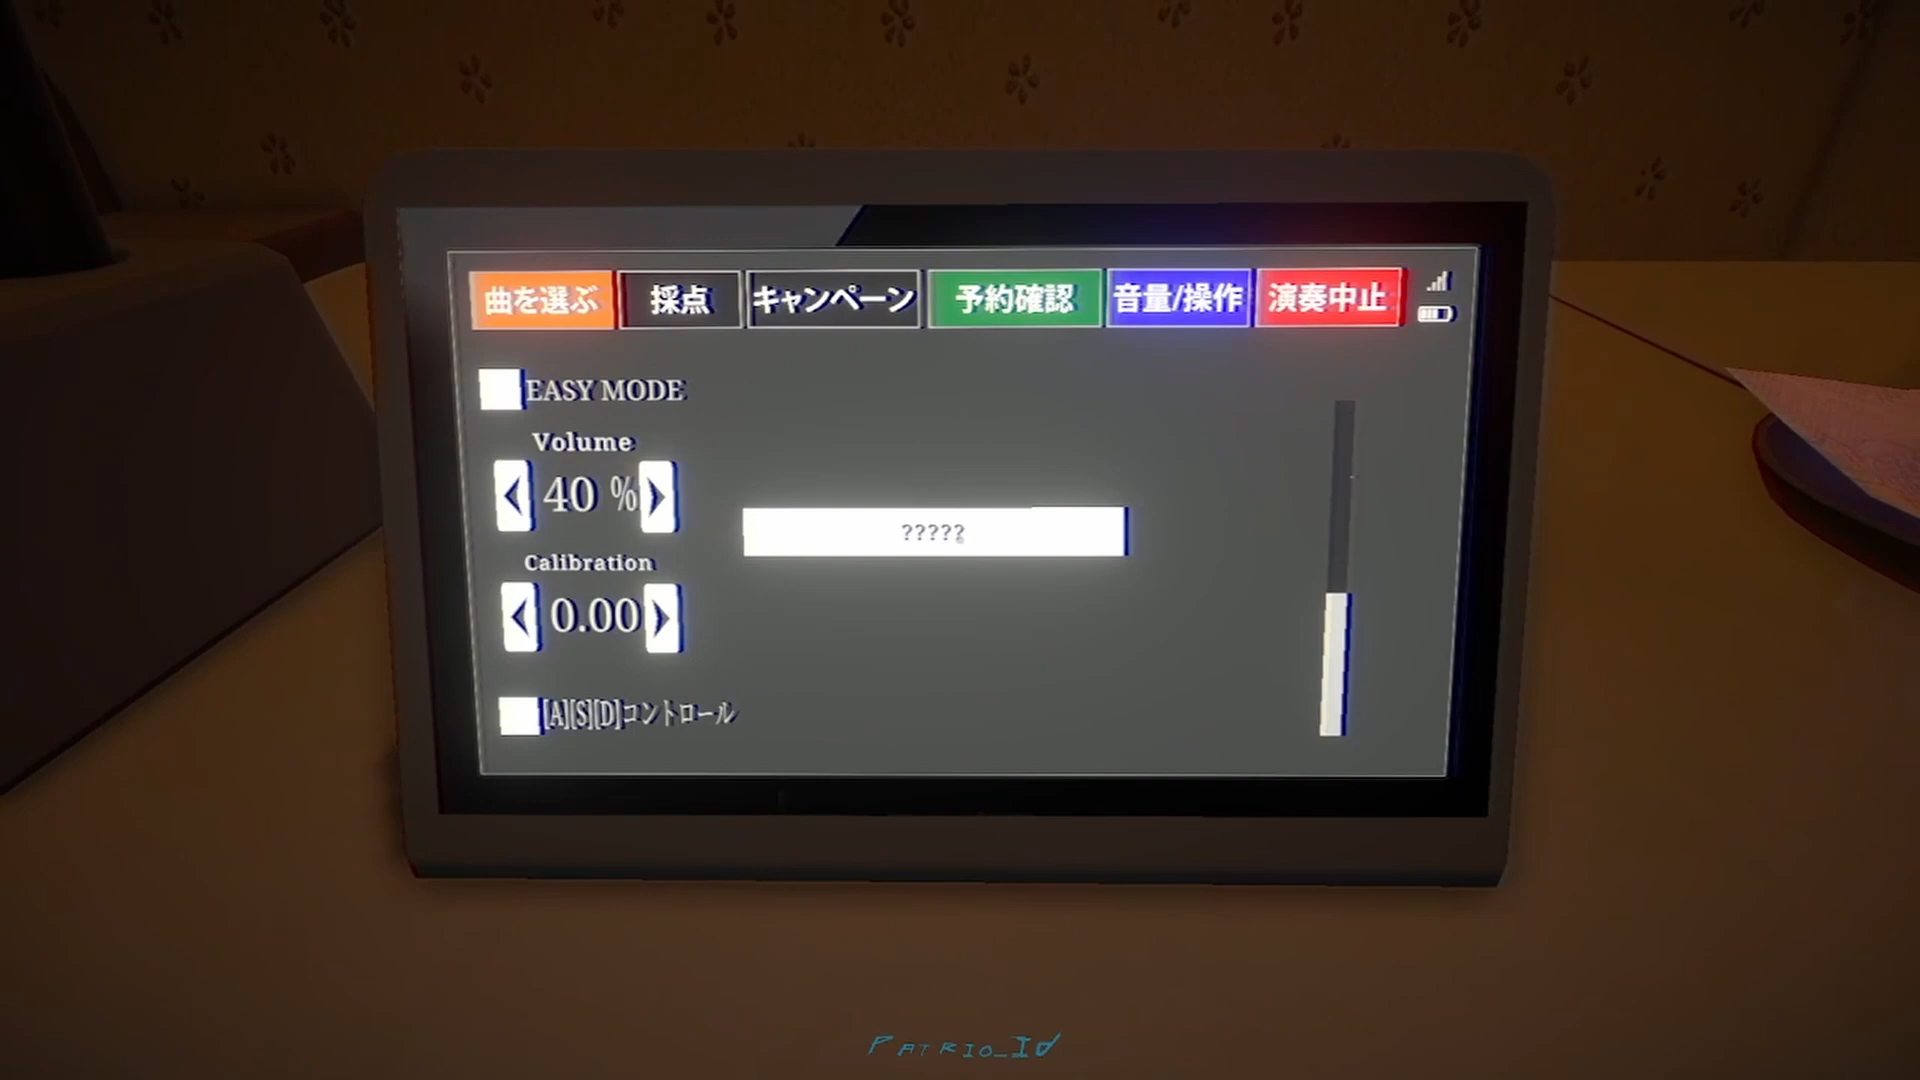 曲を選ぶ 採点 キャンペーン 予約確認 音量/操作 演奏中止
EASY MODE
Volume
40 %
?????
Calibration
0.00
[A][S][D]コントロール
PATRIO_Id